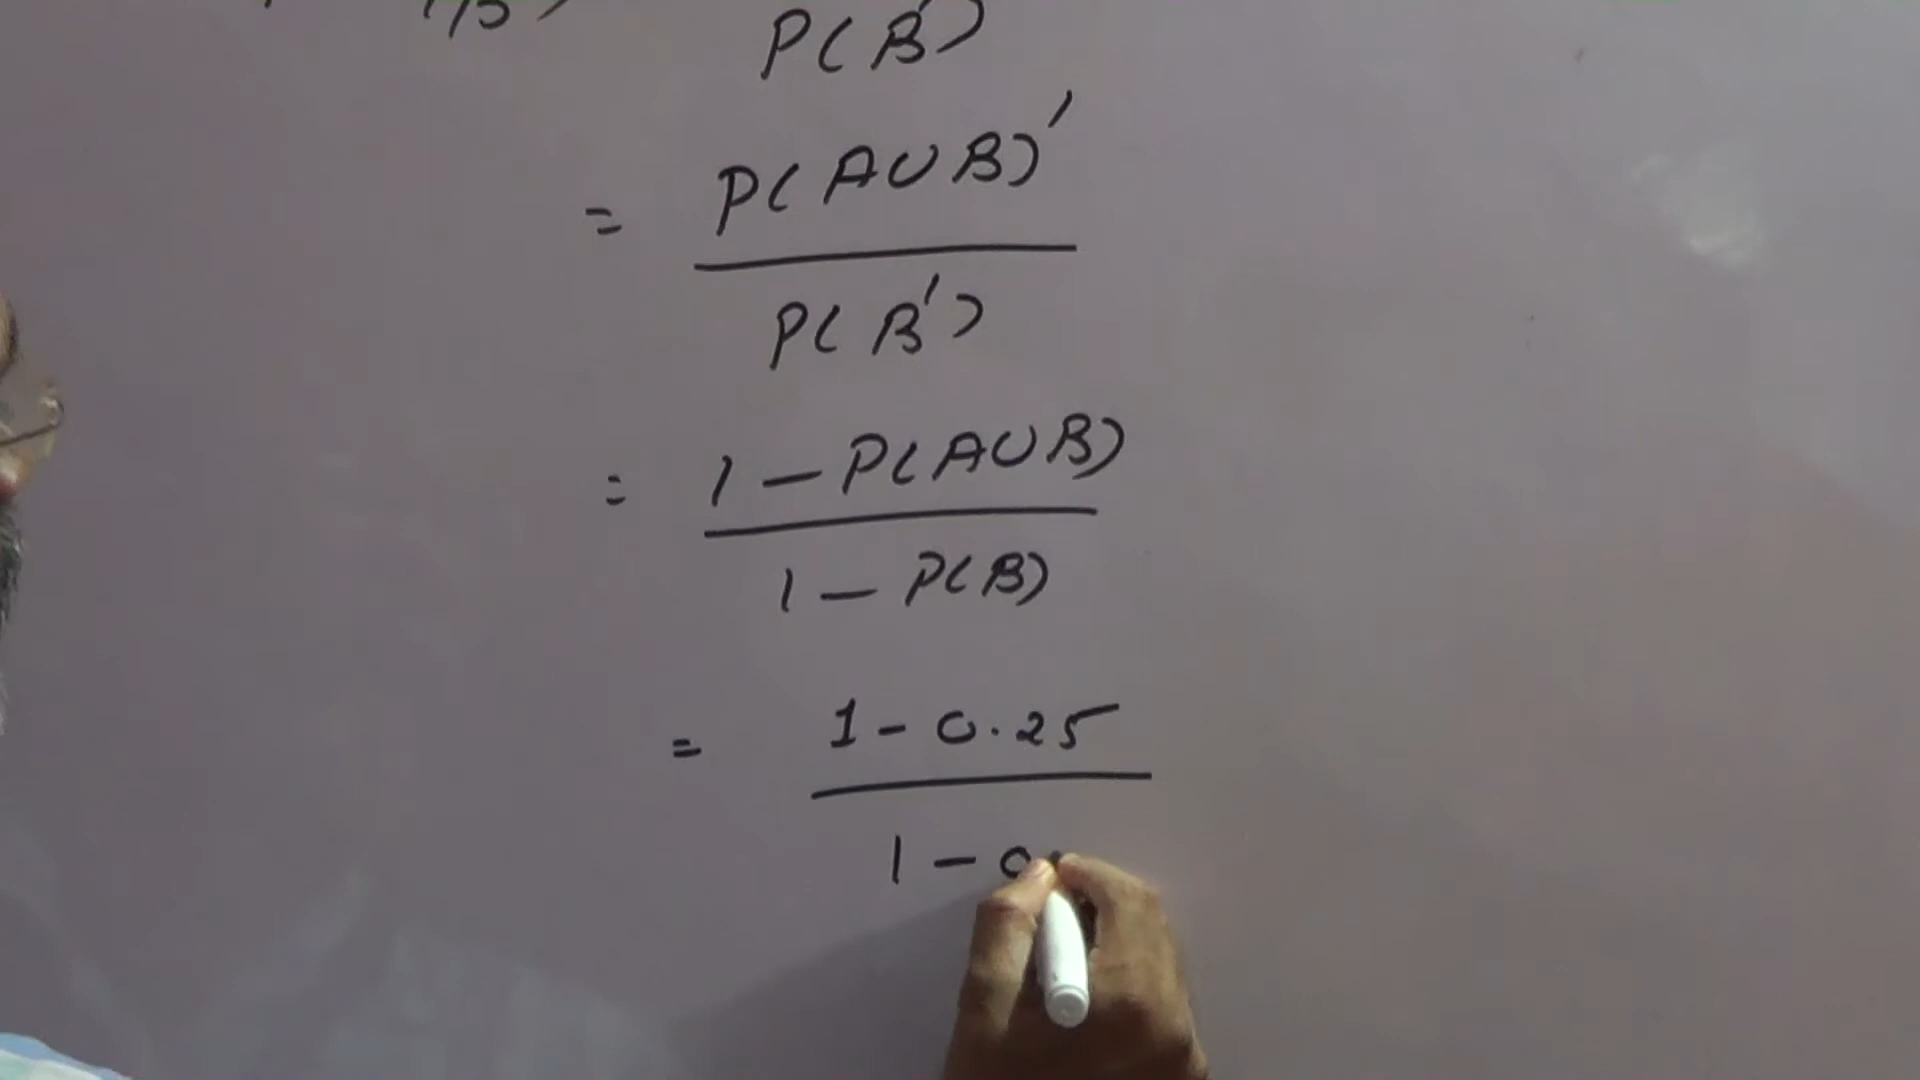 P(B')
= P(A∪B)'
P(B')
= 1 - P(A∪B)
1 - P(B)
= 1 - 0.25
1 - 0.